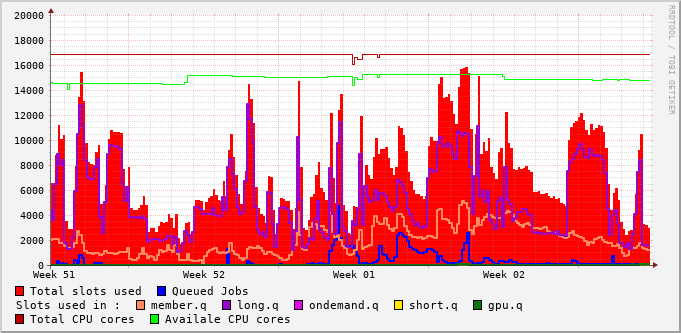 20000
18000
16000
14000
12000
10000
8000
6000
4000
2000
0
Week 51 Week 52 Week 01 Week 02
RRDTOOL / TOBI OETIKER
Total slots used Queued Jobs
Slots used in : member.q long.q ondemand.q short.q gpu.q
Total CPU cores Availale CPU cores